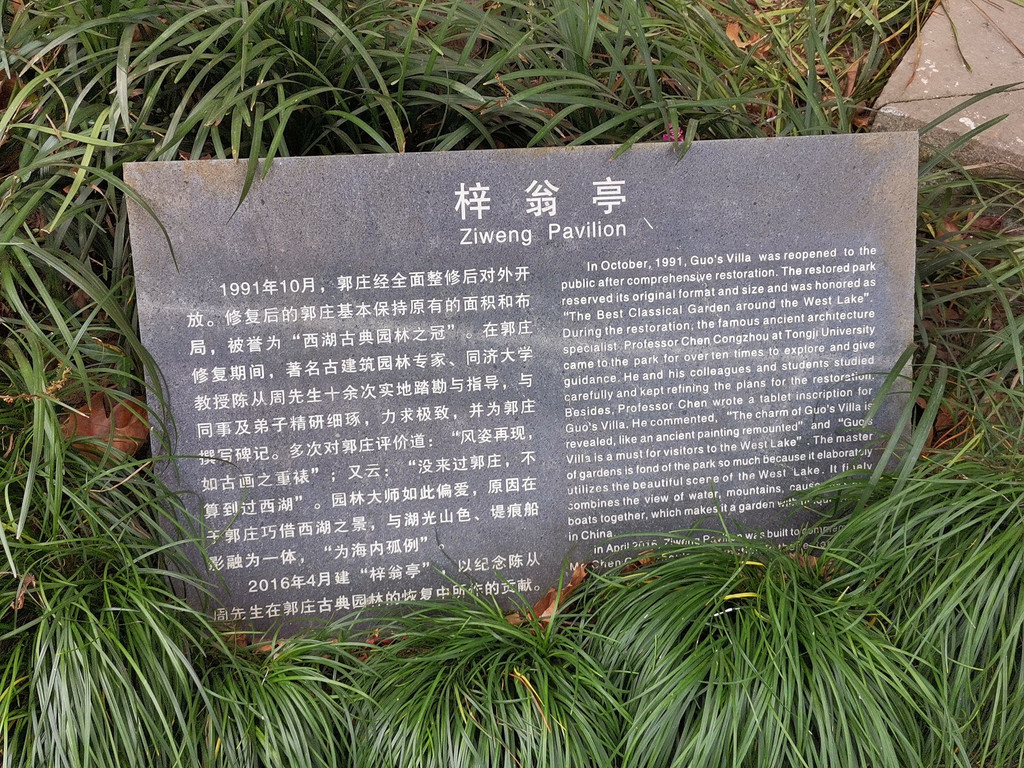 梓翁亭
Ziweng Pavilion
1991年10月，郭庄经全面整修后对外开
放。修复后的郭庄基本保持原有的面积和布
局，被誉为“西湖古典园林之冠”。在郭庄
修复期间，著名古建筑园林专家、同济大学
教授陈从周先生十余次实地踏勘与指导，与
同事及弟子精研细琢，力求极致，并为郭庄
撰写碑记。多次对郭庄评价道：“风姿再现，
如古画之重裱”；又云：“没来过郭庄，不
算到过西湖”。园林大师如此偏爱，原因在
于郭庄巧借西湖之景，与湖光山色、堤痕船
影融为一体，“为海内孤例”。
2016年4月建“梓翁亭”，以纪念陈从
周先生在郭庄古典园林的恢复中所作的贡献。
In October, 1991, Guo's Villa was reopened to the
public after comprehensive restoration. The restored park
reserved its original format and size and was honored as
"The Best Classical Garden around the West Lake".
During the restoration, the famous ancient architecture
specialist, Professor Chen Congzhou at Tongji University
came to the park for over ten times to explore and give
guidance. He and his colleagues and students studied
carefully and kept refining the plans for the restoration.
Besides, Professor Chen wrote a tablet inscription for
Guo's Villa. He commented, "The charm of Guo's Villa is
revealed, like an ancient painting remounted" and "Guo's
Villa is a must for visitors to the West Lake". The master
of gardens is fond of the park so much because it elaborately
utilizes the beautiful scene of the West Lake. It finely
combines the view of water, mountains,
boats together, which makes it a garden
in China.
in April 2016, Ziweng Pavilion was built to
Mr. Chen